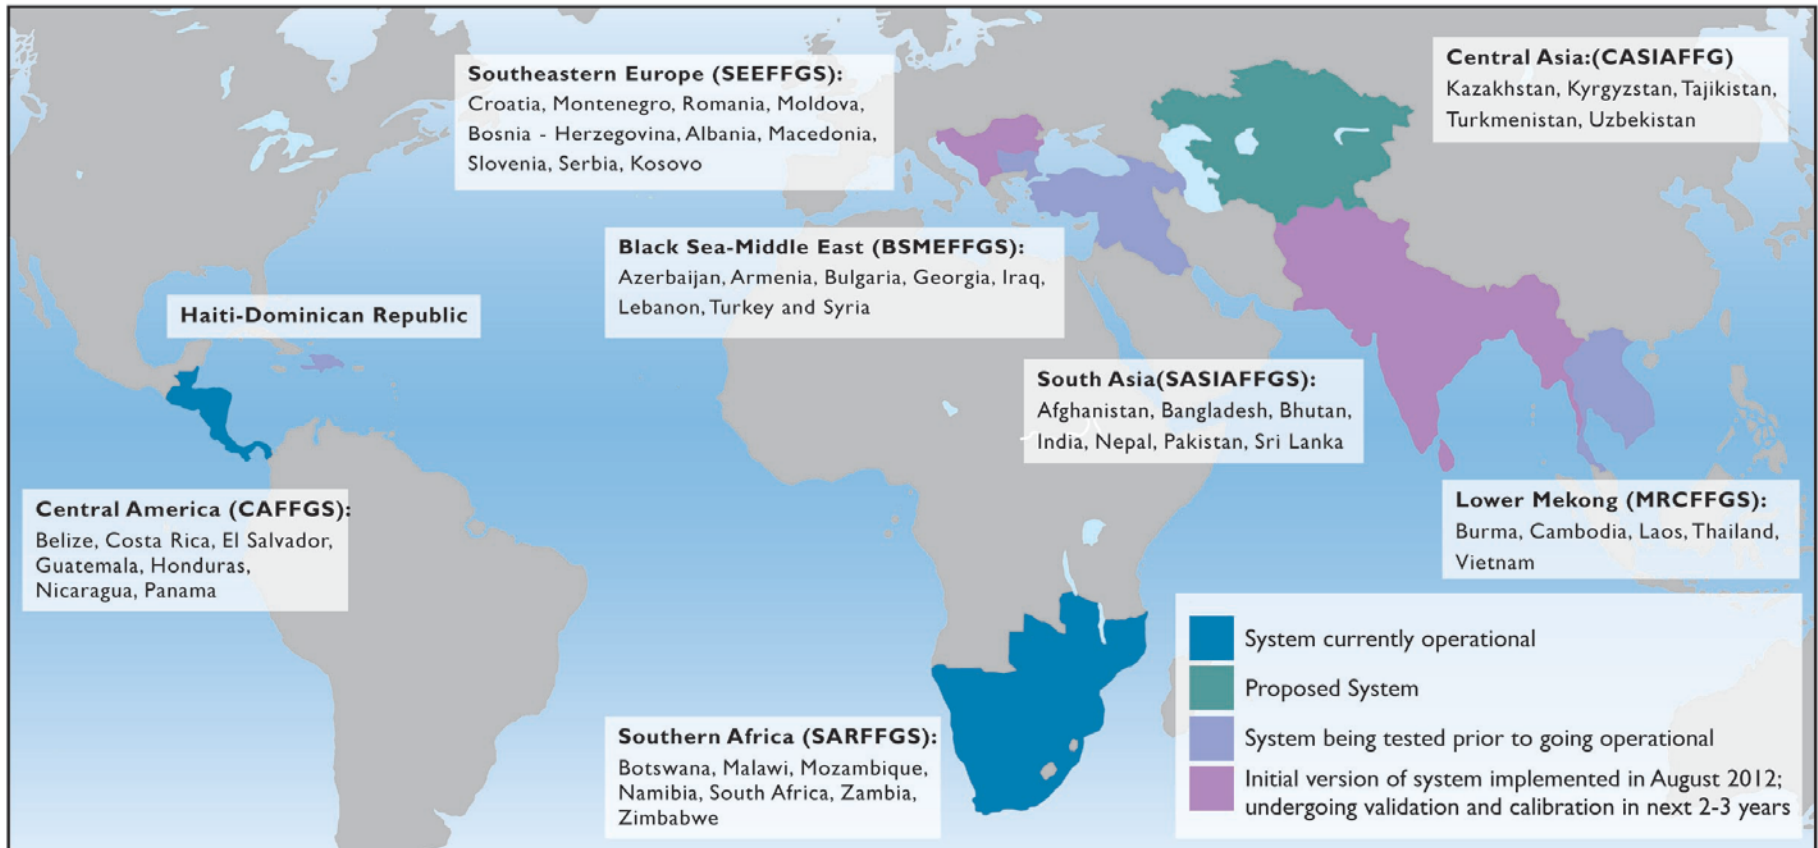 Southeastern Europe (SEEFFGS):
Croatia, Montenegro, Romania, Moldova,
Bosnia - Herzegovina, Albania, Macedonia,
Slovenia, Serbia, Kosovo
Central Asia:(CASIAFFG)
Kazakhstan, Kyrgyzstan, Tajikistan,
Turkmenistan, Uzbekistan
Black Sea-Middle East (BSMEFFGS):
Azerbaijan, Armenia, Bulgaria, Georgia, Iraq,
Lebanon, Turkey and Syria
Haiti-Dominican Republic
South Asia(SASIAFFGS):
Afghanistan, Bangladesh, Bhutan,
India, Nepal, Pakistan, Sri Lanka
Central America (CAFFGS):
Belize, Costa Rica, El Salvador,
Guatemala, Honduras,
Nicaragua, Panama
Lower Mekong (MRCFFGS):
Burma, Cambodia, Laos, Thailand,
Vietnam
Southern Africa (SARFFGS):
Botswana, Malawi, Mozambique,
Namibia, South Africa, Zambia,
Zimbabwe
System currently operational
Proposed System
System being tested prior to going operational
Initial version of system implemented in August 2012;
undergoing validation and calibration in next 2-3 years